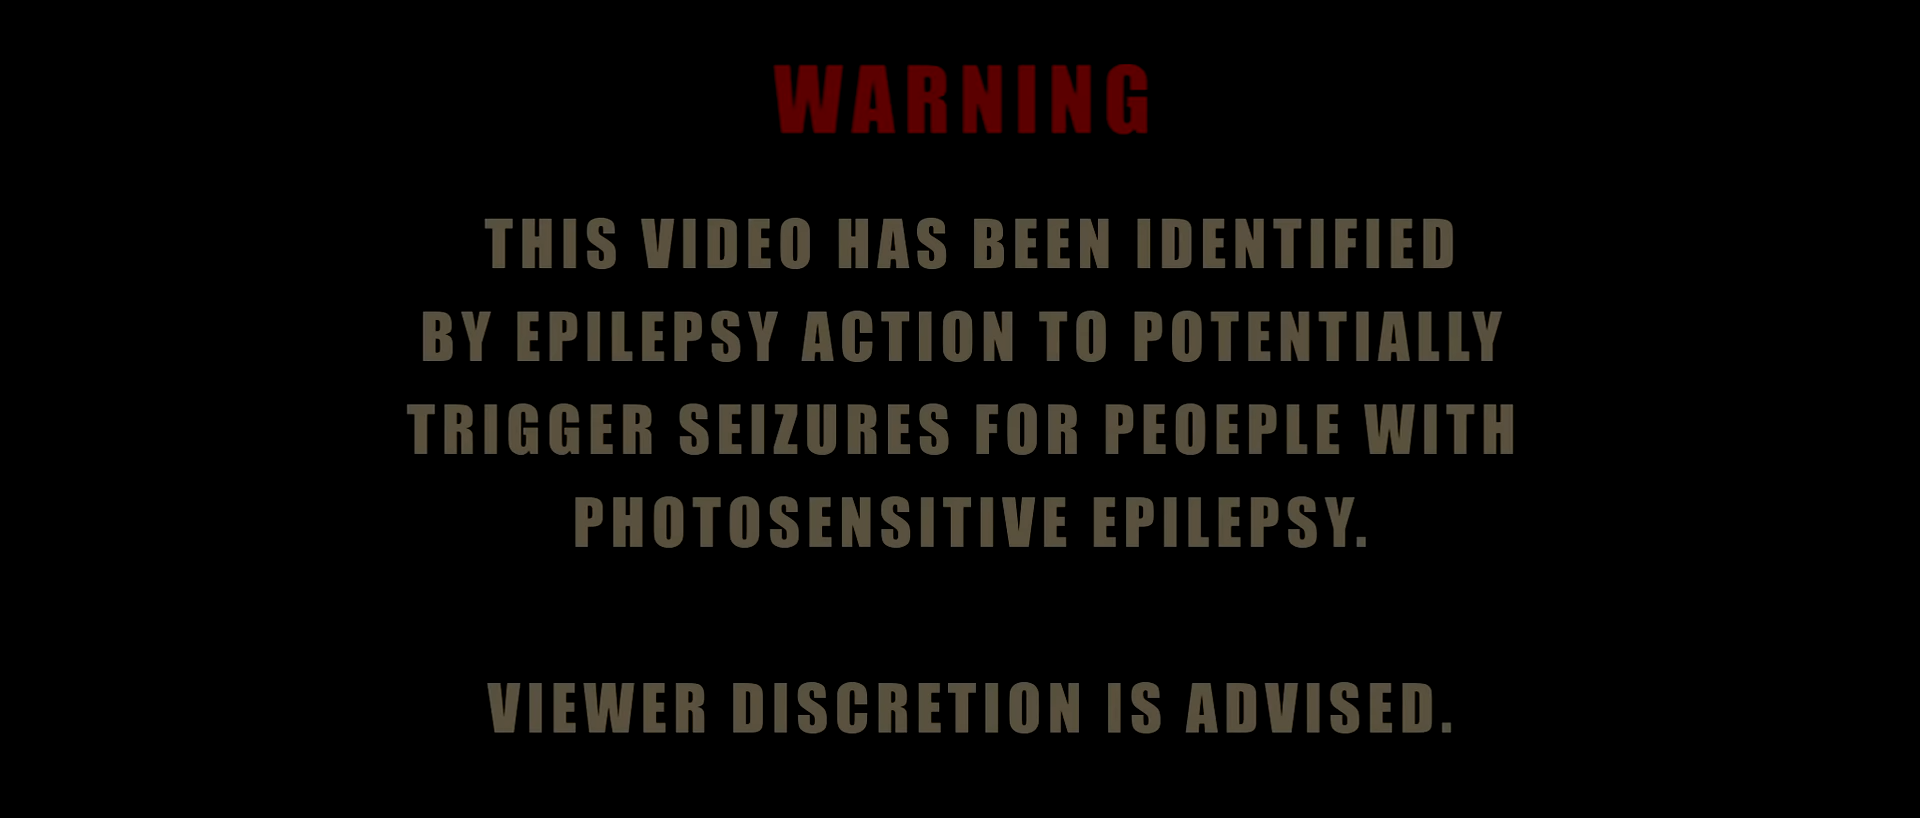 WARNING
THIS VIDEO HAS BEEN IDENTIFIED
BY EPILEPSY ACTION TO POTENTIALLY
TRIGGER SEIZURES FOR PEOEPLE WITH
PHOTOSENSITIVE EPILEPSY.
VIEWER DISCRETION IS ADVISED.